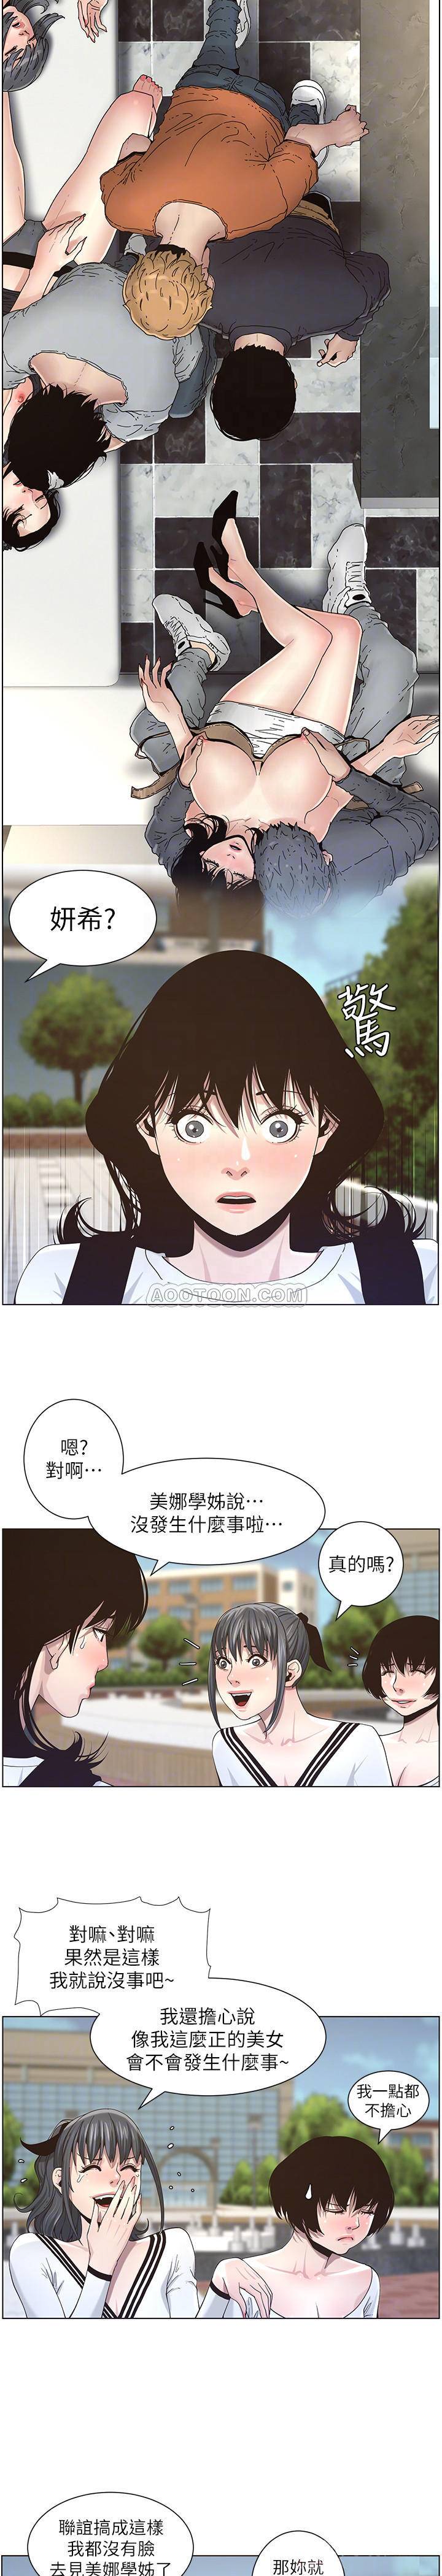 妍希?
驚
AOOTOON.COM
嗯?
對啊⋯
美娜學姊說⋯
沒發生什麼事啦⋯
真的嗎?
對嘛、對嘛
果然是這樣
我就說沒事吧~
我還擔心說
像我這麼正的美女
會不會發生什麼事~
我一點都
不擔心
聯誼搞成這樣
我都沒有臉
去見美娜學姊了
那妳就